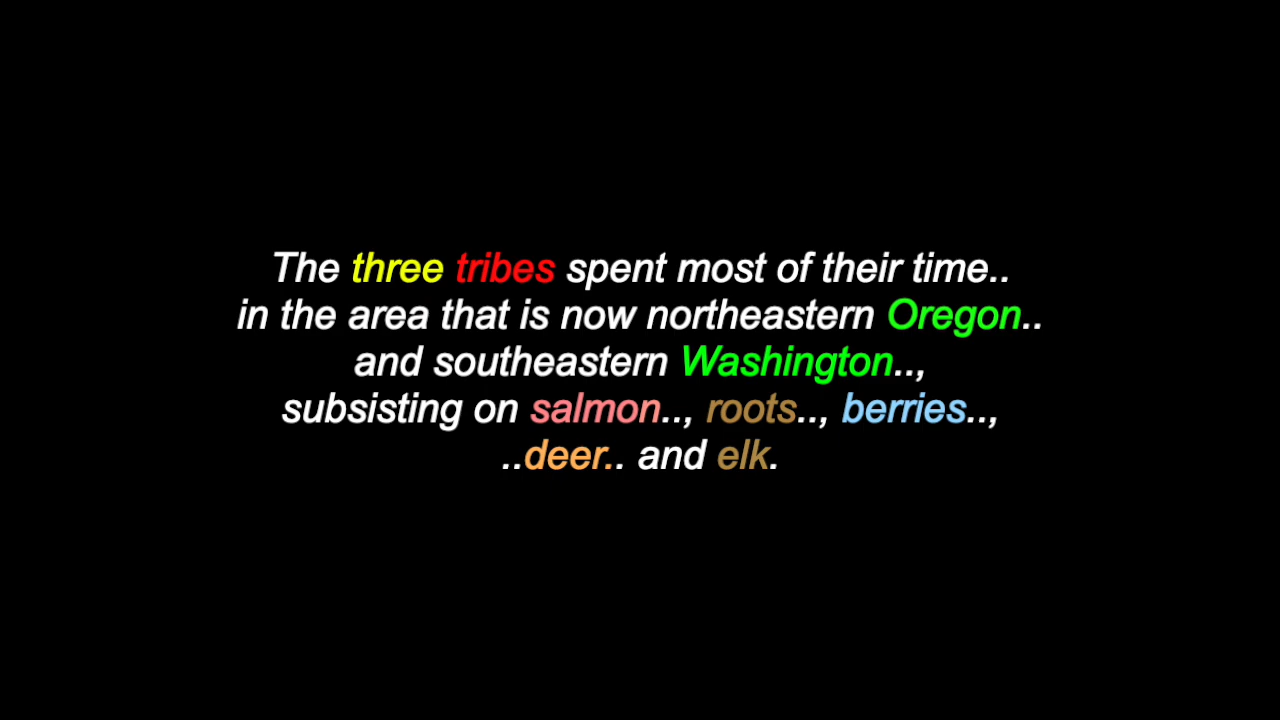 The three tribes spent most of their time..
in the area that is now northeastern Oregon..
and southeastern Washington..,
subsisting on salmon.., roots.., berries..,
..deer.. and elk.